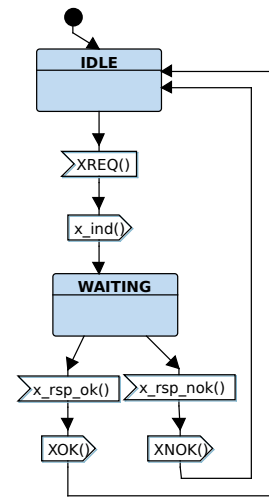 IDLE
XREQ()
x_ind()
WAITING
x_rsp_ok()
x_rsp_nok()
XOK()
XNOK()